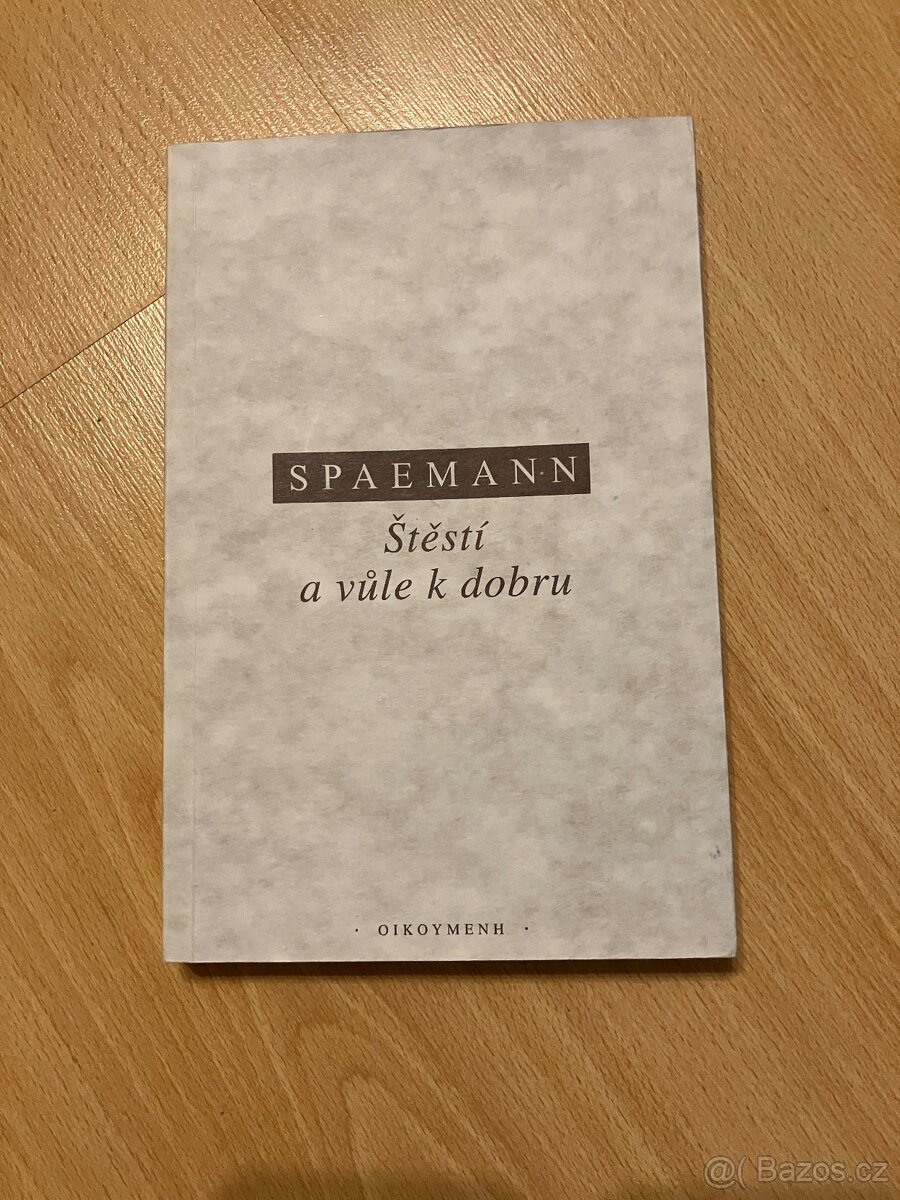 SPAEMANN
Štěstí
a vůle k dobru
· OIKOYMENH ·
@( Bazos.cz